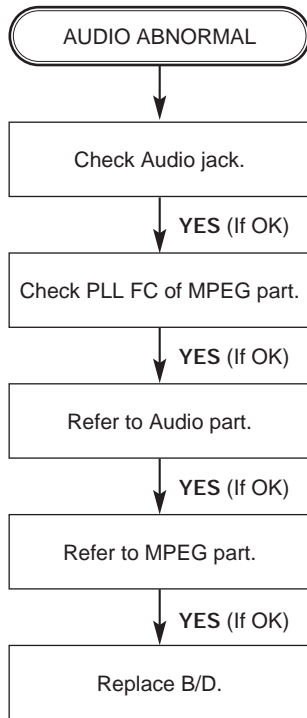 AUDIO ABNORMAL
Check Audio jack.
YES (If OK)
Check PLL FC of MPEG part.
YES (If OK)
Refer to Audio part.
YES (If OK)
Refer to MPEG part.
YES (If OK)
Replace B/D.